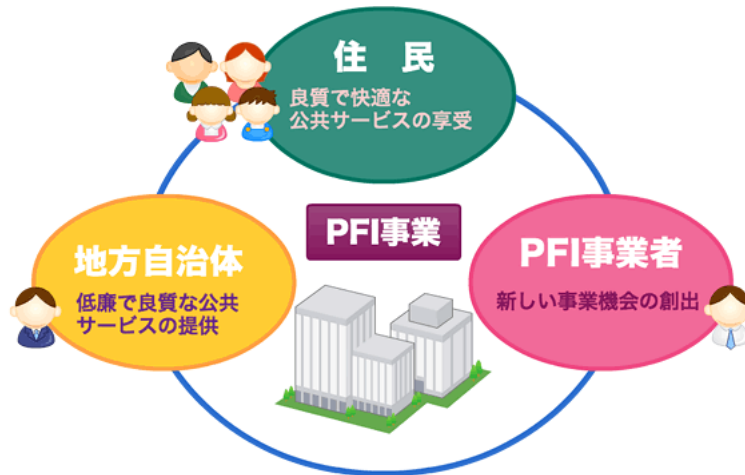 住　民
良質で快適な
公共サービスの享受
PFI事業
地方自治体
低廉で良質な公共
サービスの提供
PFI事業者
新しい事業機会の創出